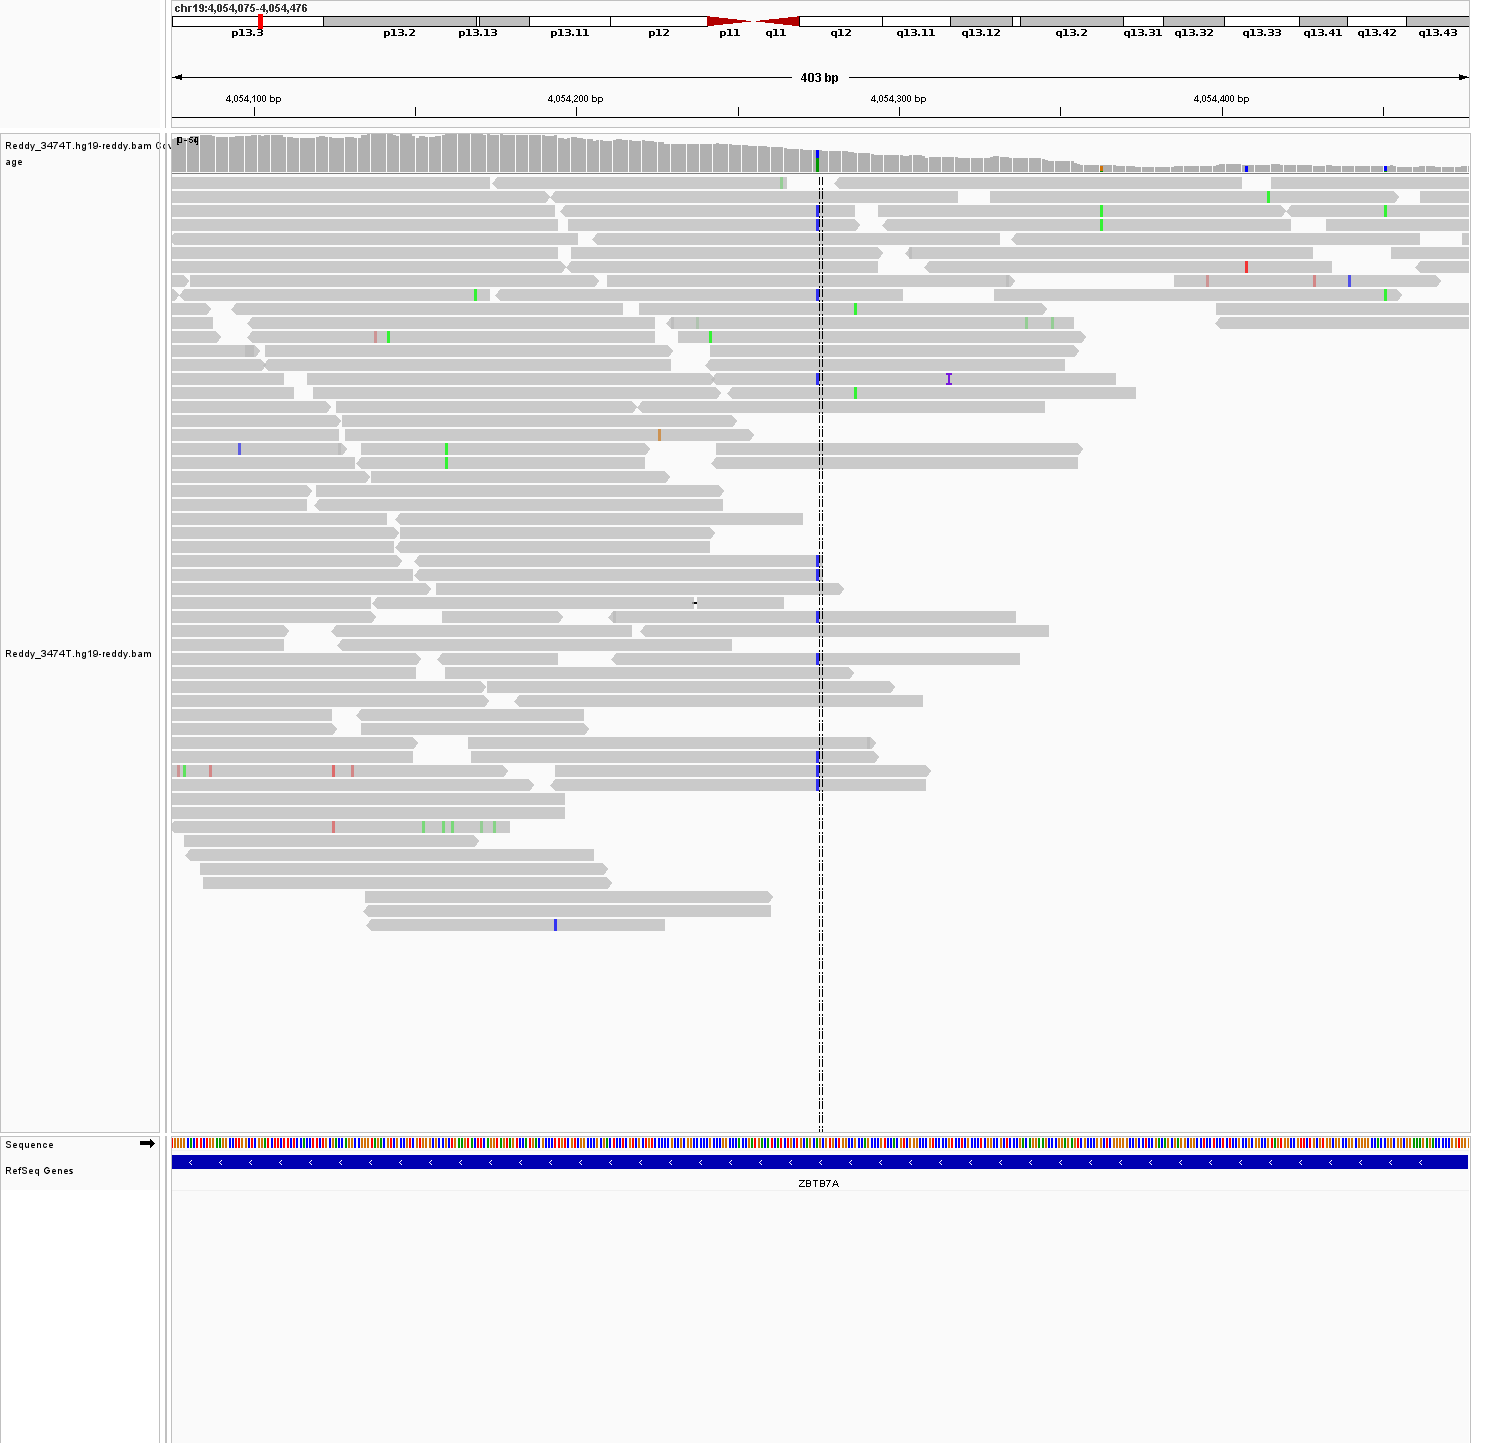 chr19:4,054,075-4,054,476
p13.3 p13.2 p13.13 p13.11 p12 p11 q11 q12 q13.11 q13.12 q13.2 q13.31 q13.32 q13.33 q13.41 q13.42 q13.43
403 bp
4,054,100 bp 4,054,200 bp 4,054,300 bp 4,054,400 bp
Reddy_3474T.hg19-reddy.bam Cov
age
Reddy_3474T.hg19-reddy.bam
Sequence
RefSeq Genes
ZBTB7A